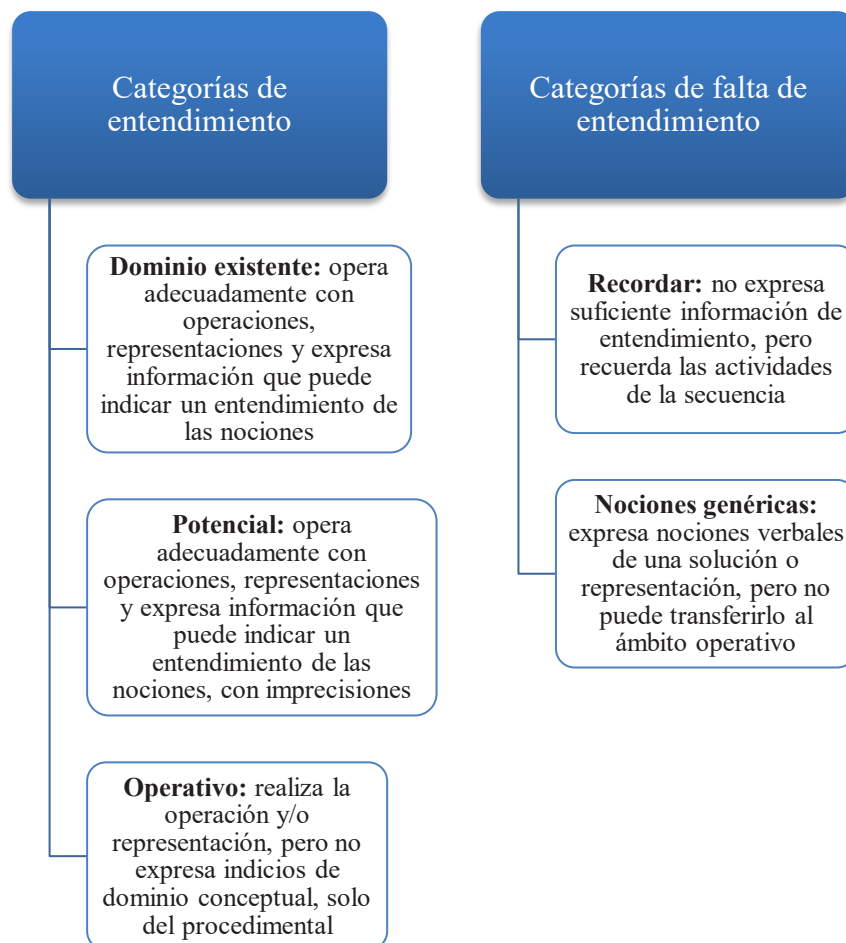 Categorías de
entendimiento
Dominio existente: opera
adecuadamente con
operaciones,
representaciones y expresa
información que puede
indicar un entendimiento de
las nociones
Potencial: opera
adecuadamente con
operaciones, representaciones
y expresa información que
puede indicar un
entendimiento de las
nociones, con imprecisiones
Operativo: realiza la
operación y/o
representación, pero no
expresa indicios de
dominio conceptual, solo
del procedimental
Categorías de falta de
entendimiento
Recordar: no expresa
suficiente información de
entendimiento, pero
recuerda las actividades
de la secuencia
Nociones genéricas:
expresa nociones verbales
de una solución o
representación, pero no
puede transferirlo al
ámbito operativo